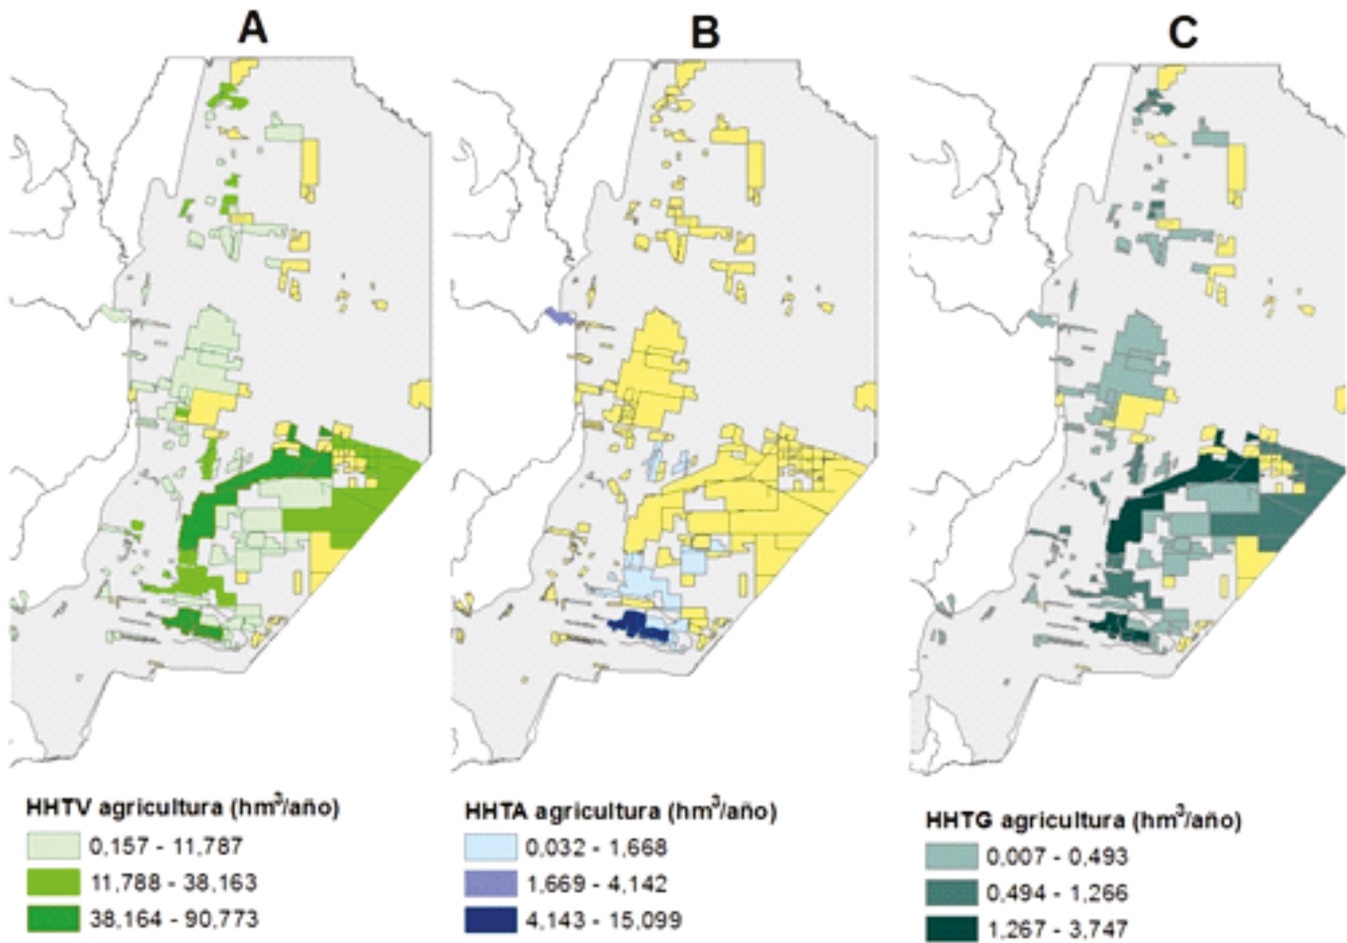 A
B
C
HHTV agricultura (hm³/año)
0,157 - 11,787
11,788 - 38,163
38,164 - 90,773
HHTA agricultura (hm³/año)
0,032 - 1,668
1,669 - 4,142
4,143 - 15,099
HHTG agricultura (hm³/año)
0,007 - 0,493
0,494 - 1,266
1,267 - 3,747